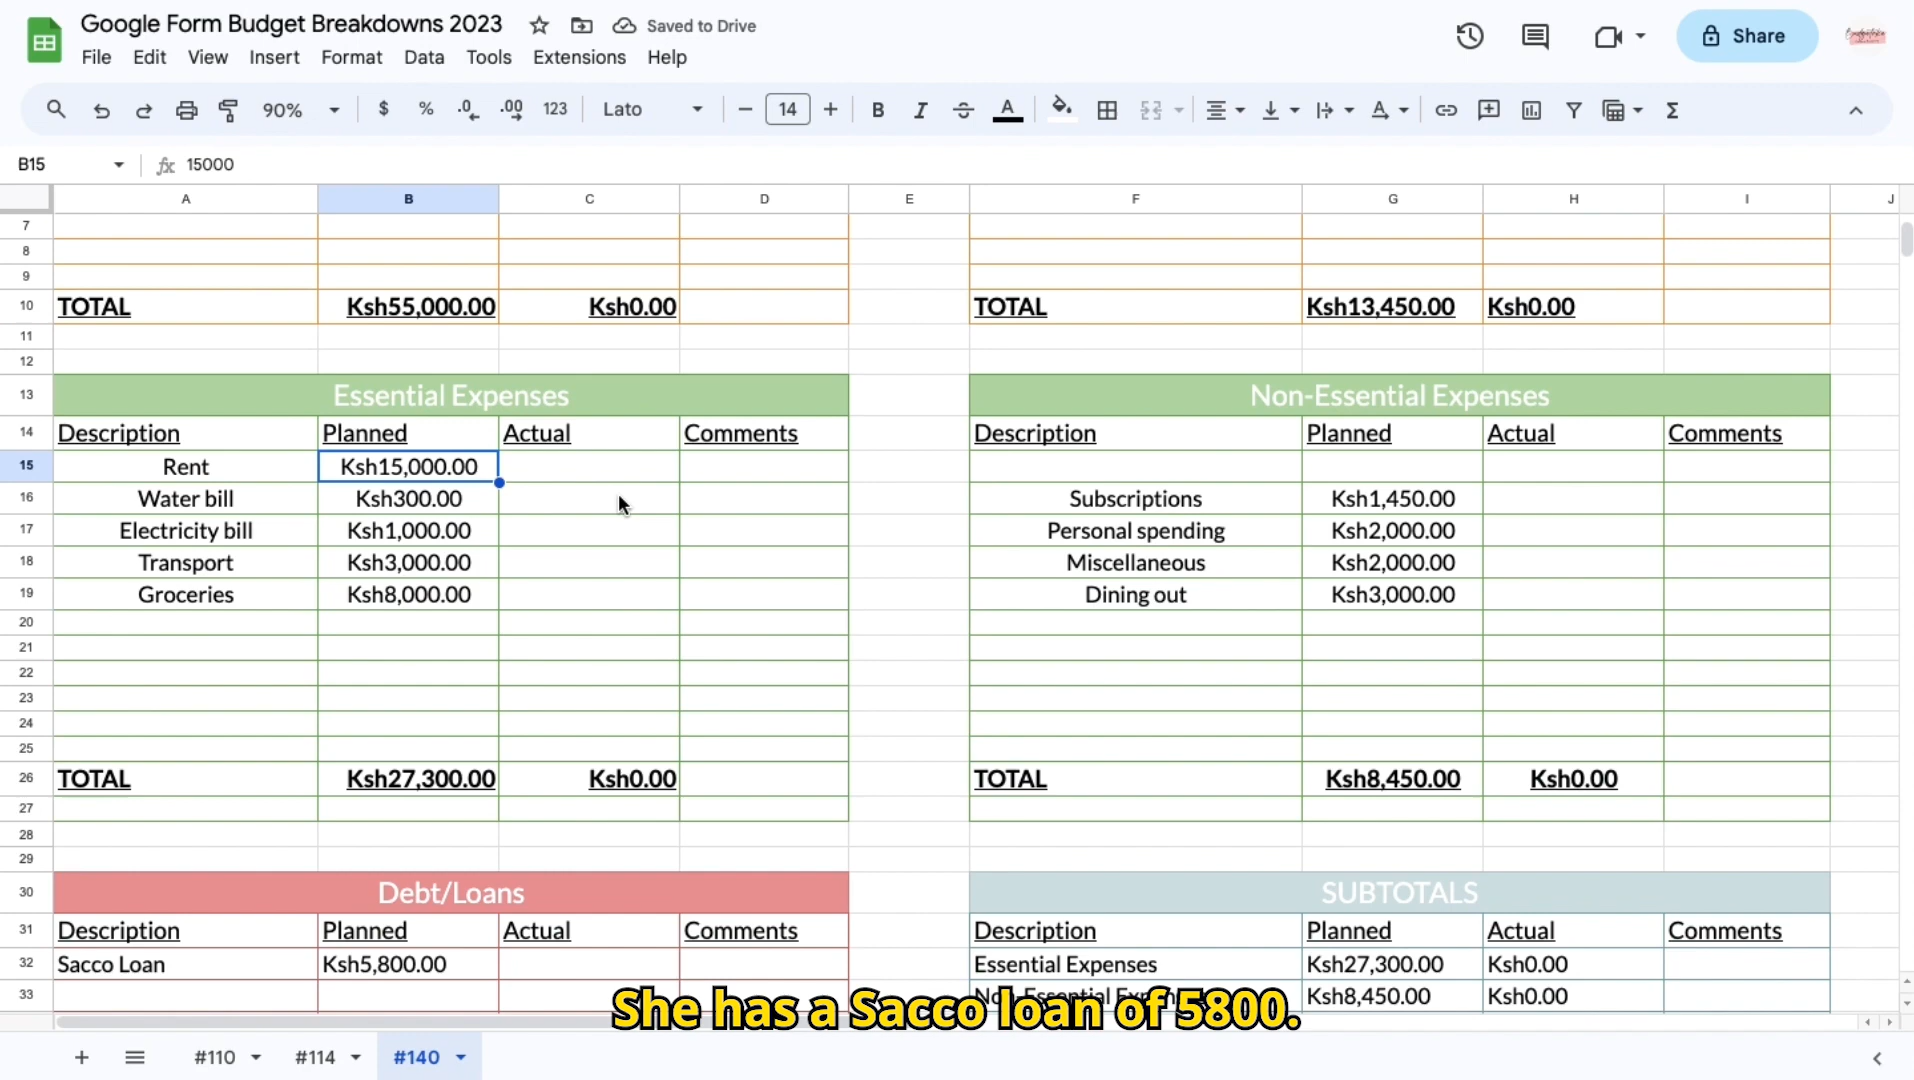 Google Form Budget Breakdowns 2023
Saved to Drive
File Edit View Insert Format Data Tools Extensions Help
Share
90% $ % .0 .00 123 Lato 14 B I A
B15 fx 15000
A B C D E F G H I J
7
8
9
10 TOTAL Ksh55,000.00 Ksh0.00 TOTAL Ksh13,450.00 Ksh0.00
11
12
13 Essential Expenses Non-Essential Expenses
14 Description Planned Actual Comments Description Planned Actual Comments
15 Rent Ksh15,000.00
16 Water bill Ksh300.00 Subscriptions Ksh1,450.00
17 Electricity bill Ksh1,000.00 Personal spending Ksh2,000.00
18 Transport Ksh3,000.00 Miscellaneous Ksh2,000.00
19 Groceries Ksh8,000.00 Dining out Ksh3,000.00
20
21
22
23
24
25
26 TOTAL Ksh27,300.00 Ksh0.00 TOTAL Ksh8,450.00 Ksh0.00
27
28
29
30 Debt/Loans SUBTOTALS
31 Description Planned Actual Comments Description Planned Actual Comments
32 Sacco Loan Ksh5,800.00 Essential Expenses Ksh27,300.00 Ksh0.00
33 Ksh8,450.00 Ksh0.00
She has a Sacco loan of 5800.
#110 #114 #140